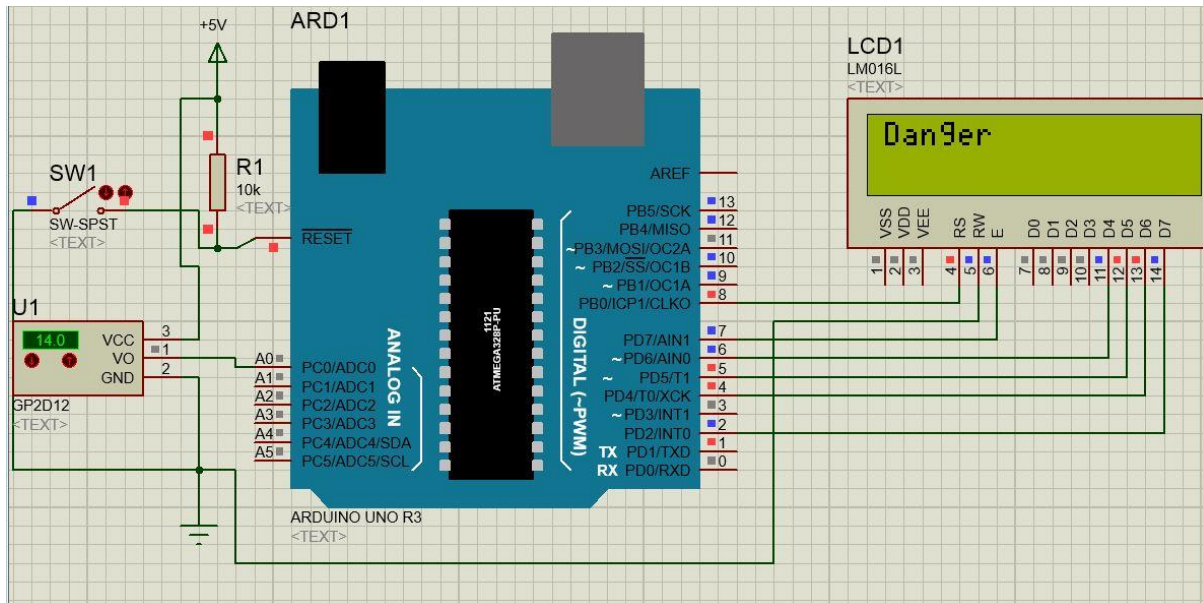 +5V
ARD1
R1
10k
<TEXT>
SW1
SW-SPST
<TEXT>
U1
14.0
VCC
VO
GND
3
1
2
GP2D12
<TEXT>
RESET
A0
A1
A2
A3
A4
A5
PC0/ADC0
PC1/ADC1
PC2/ADC2
PC3/ADC3
PC4/ADC4/SDA
PC5/ADC5/SCL
ANALOG IN
1121
ATMEGA328P-PU
DIGITAL (~PWM)
AREF
PB5/SCK 13
PB4/MISO 12
~PB3/MOSI/OC2A 11
~ PB2/SS/OC1B 10
~ PB1/OC1A 9
PB0/ICP1/CLKO 8
PD7/AIN1 7
~ PD6/AIN0 6
~ PD5/T1 5
PD4/T0/XCK 4
~ PD3/INT1 3
PD2/INT0 2
TX PD1/TXD 1
RX PD0/RXD 0
ARDUINO UNO R3
<TEXT>
LCD1
LM016L
<TEXT>
Danger
VSS VDD VEE RS RW E D0 D1 D2 D3 D4 D5 D6 D7
1 2 3 4 5 6 7 8 9 10 11 12 13 14